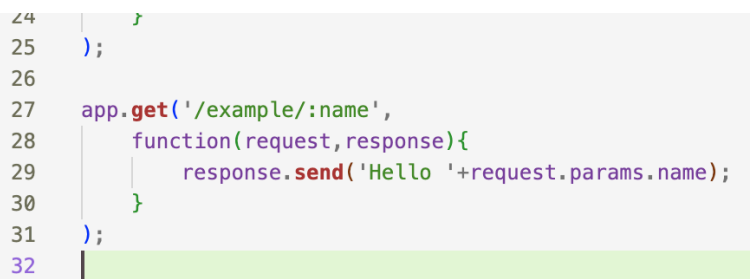 24        }
25    );
26
27    app.get('/example/:name',
28        function(request,response){
29            response.send('Hello '+request.params.name);
30        }
31    );
32